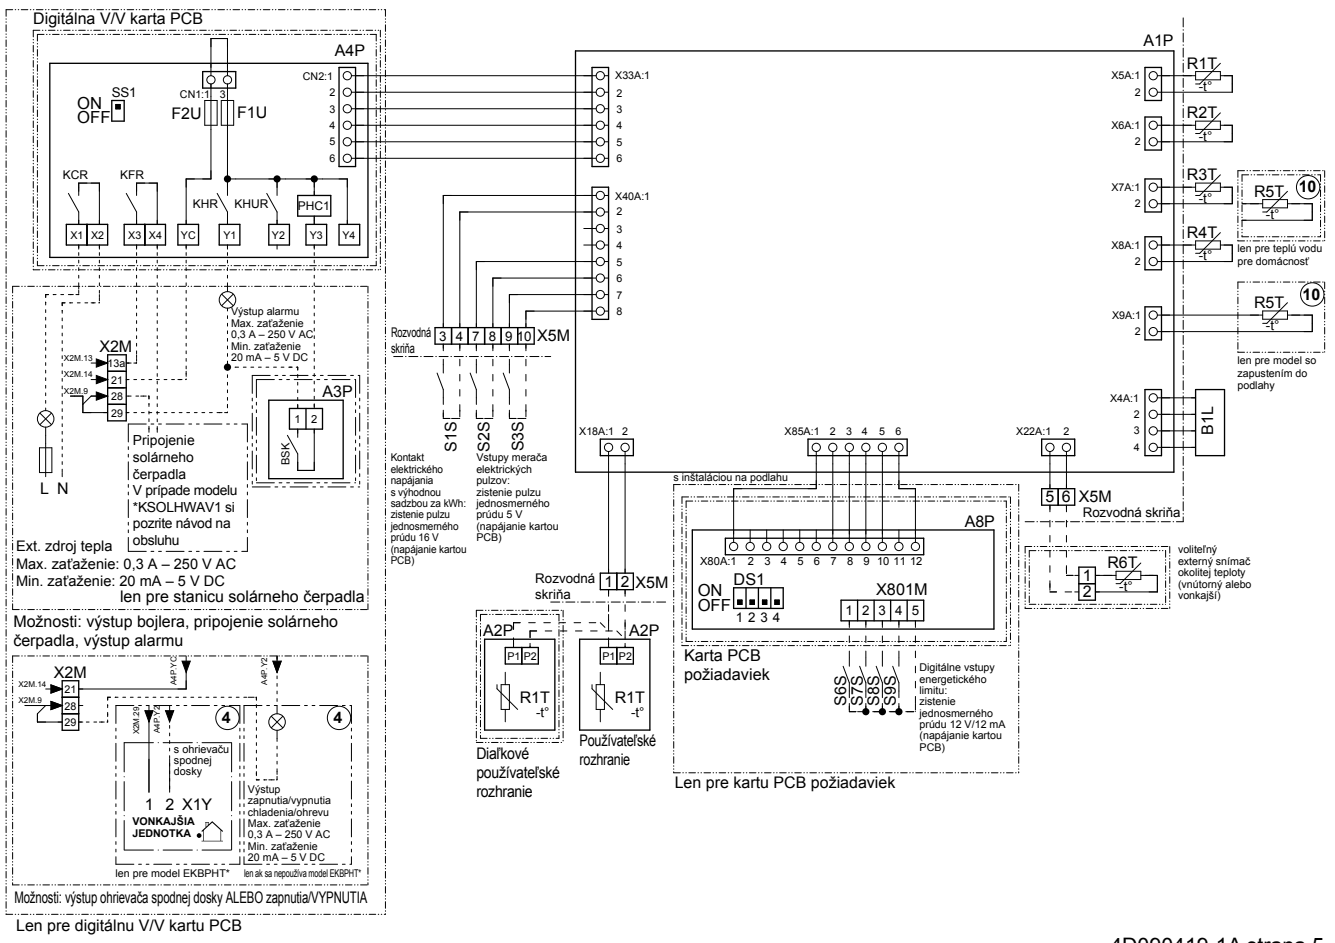 Digitálna V/V karta PCB
A4P
A1P
SS1
ON
OFF
CN1:1 3
F2U F1U
CN2:1
2
3
4
5
6
KCR KFR
KHR KHUR PHC1
X1 X2 X3 X4 YC Y1 Y2 Y3 Y4
X33A:1
2
3
4
5
6
X40A:1
2
3
4
5
6
7
8
X5A:1
2
R1T
-t°
X6A:1
2
R2T
-t°
X7A:1
2
R3T
-t°
X8A:1
2
R4T
-t°
X9A:1
2
R5T
-t°
10
len pre teplú vodu
pre domácnosť
R5T
-t°
10
len pre model so
zapustením do
podlahy
X4A:1
2
3
4
B1L
Výstup alarmu
Max. zaťaženie
0,3 A – 250 V AC
Min. zaťaženie
20 mA – 5 V DC
X2M
X2M.13
X2M.14
X2M.9
13a
21
28
29
A3P
1 2
BSK
L N
Pripojenie
solárneho
čerpadla
V prípade modelu
*KSOLHWAV1 si
pozrite návod na
obsluhu
Ext. zdroj tepla
Max. zaťaženie: 0,3 A – 250 V AC
Min. zaťaženie: 20 mA – 5 V DC
len pre stanicu solárneho čerpadla
Možnosti: výstup bojlera, pripojenie solárneho
čerpadla, výstup alarmu
Rozvodná
skriňa
3 4 7 8 9 10 X5M
S1S S2S S3S
Kontakt
elektrického
napájania
s výhodnou
sadzbou za kWh:
zistenie pulzu
jednosmerného
prúdu 16 V
(napájanie kartou
PCB)
Vstupy merača
elektrických
pulzov:
zistenie pulzu
jednosmerného
prúdu 5 V
(napájanie kartou
PCB)
X18A:1 2
X85A:1 2 3 4 5 6
X22A:1 2
s inštaláciou na podlahu
5 6 X5M
Rozvodná skriňa
A8P
X80A:1 2 3 4 5 6 7 8 9 10 11 12
ON
OFF
DS1
1 2 3 4
X801M
1 2 3 4 5
Karta PCB
požiadaviek
S6S S7S S8S S9S
Digitálne vstupy
energetického
limitu:
zistenie
jednosmerného
prúdu 12 V/12 mA
(napájanie kartou
PCB)
Len pre kartu PCB požiadaviek
R6T
-t°
1
2
voliteľný
externý snímač
okolitej teploty
(vnútorný alebo
vonkajší)
Rozvodná
skriňa
1 2 X5M
A2P
P1 P2
R1T
-t°
Diaľkové
používateľské
rozhranie
A2P
P1 P2
R1T
-t°
Používateľské
rozhranie
X2M
X2M.14
X2M.9
21
28
29
A4P.YC
A4P.Y2
X2M.29
A4P.Y2
4
4
s ohrievaču
spodnej
dosky
1 2 X1Y
VONKAJŠIA
JEDNOTKA
len pre model EKBPHT*
Výstup
zapnutia/vypnutia
chladenia/ohrevu
Max. zaťaženie
0,3 A – 250 V AC
Min. zaťaženie
20 mA – 5 V DC
len ak sa nepoužíva model EKBPHT*
Možnosti: výstup ohrievača spodnej dosky ALEBO zapnutia/VYPNUTIA
Len pre digitálnu V/V kartu PCB